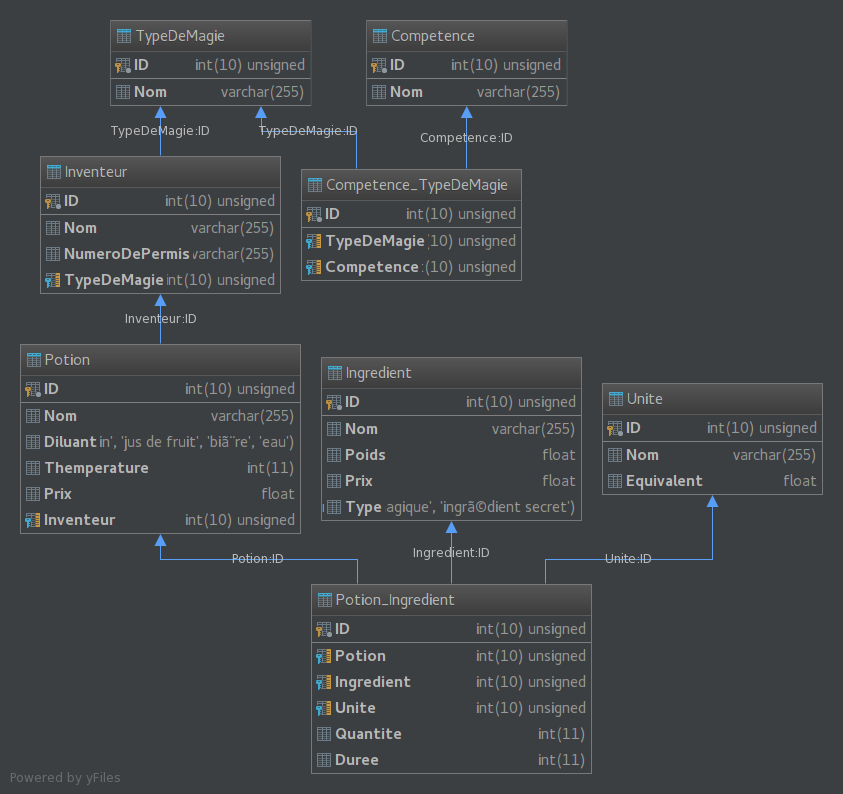 TypeDeMagie
ID int(10) unsigned
Nom varchar(255)
Competence
ID int(10) unsigned
Nom varchar(255)
TypeDeMagie:ID
TypeDeMagie:ID
Competence:ID
Inventeur
ID int(10) unsigned
Nom varchar(255)
NumeroDePermis varchar(255)
TypeDeMagie int(10) unsigned
Competence_TypeDeMagie
ID int(10) unsigned
TypeDeMagie (10) unsigned
Competence (10) unsigned
Inventeur:ID
Potion
ID int(10) unsigned
Nom varchar(255)
Diluant in', 'jus de fruit', 'biã¨re', 'eau')
Themperature int(11)
Prix float
Inventeur int(10) unsigned
Ingredient
ID int(10) unsigned
Nom varchar(255)
Poids float
Prix float
Type agique', 'ingrã©dient secret')
Unite
ID int(10) unsigned
Nom varchar(255)
Equivalent float
Potion:ID
Ingredient:ID
Unite:ID
Potion_Ingredient
ID int(10) unsigned
Potion int(10) unsigned
Ingredient int(10) unsigned
Unite int(10) unsigned
Quantite int(11)
Duree int(11)
Powered by yFiles